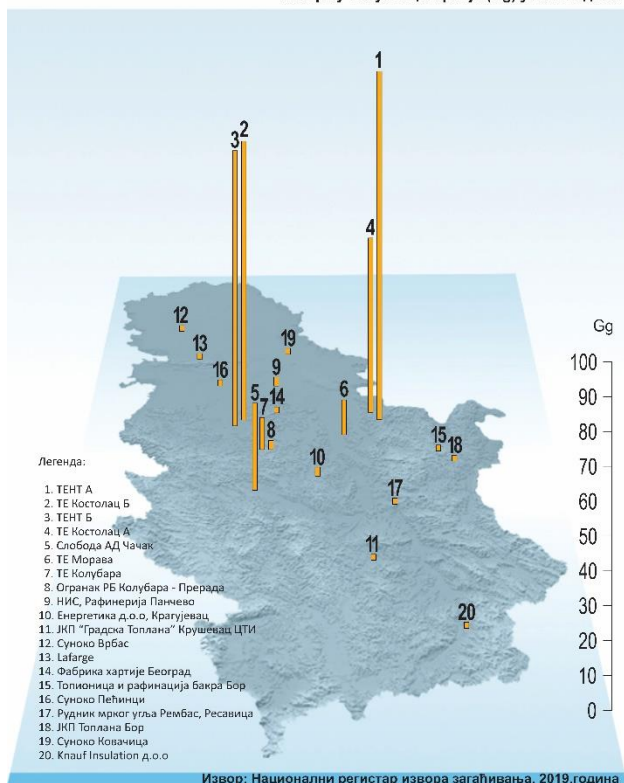 1
2
3
4
12
13
19
16
9
5
7
14
6
8
15
18
10
17
11
20
Gg
100
90
80
70
60
50
40
30
20
10
0
Легенда:
1. ТЕНТ А
2. ТЕ Костолац Б
3. ТЕНТ Б
4. ТЕ Костолац А
5. Слобода АД Чачак
6. ТЕ Морава
7. ТЕ Колубара
8. Огранак РБ Колубара - Прерада
9. НИС, Рафинерија Панчево
10. Енергетика д.о.о, Крагујевац
11. ЈКП "Градска Топлана" Крушевац ЦТИ
12. Суноко Врбас
13. Lafarge
14. Фабрика хартије Београд
15. Топионица и рафинација бакра Бор
16. Суноко Пећинци
17. Рудник мрког угља Рембас, Ресавица
18. ЈКП Топлана Бор
19. Суноко Ковачица
20. Knauf Insulation д.о.о
Извор: Национални регистар извора загађивања, 2019.година